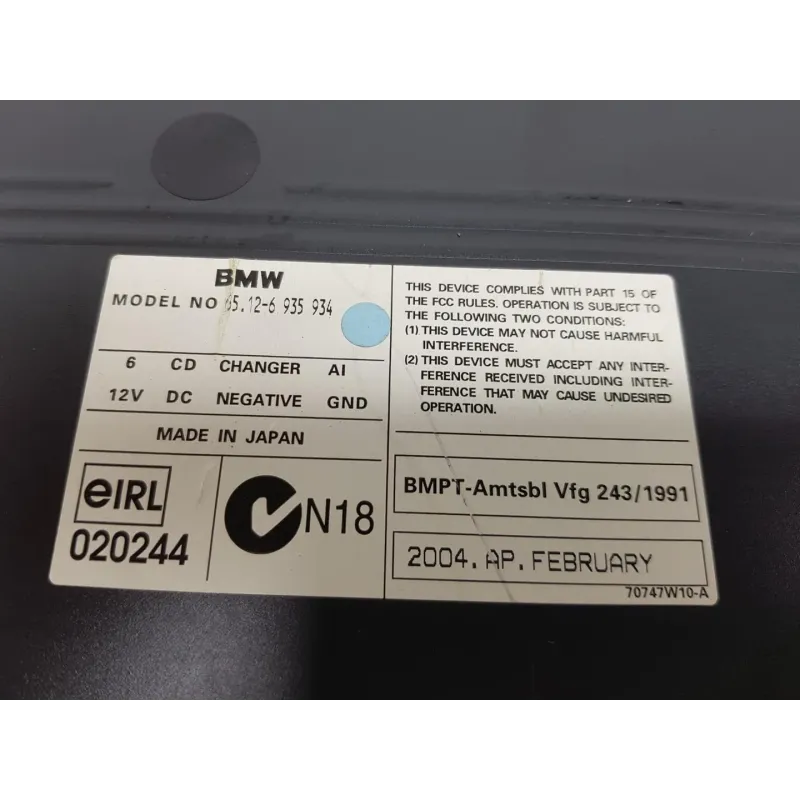 BMW
MODEL NO 65.12-6 935 934
6 CD CHANGER AI
12V DC NEGATIVE GND
MADE IN JAPAN
eIRL
020244
N18
THIS DEVICE COMPLIES WITH PART 15 OF
THE FCC RULES. OPERATION IS SUBJECT TO
THE FOLLOWING TWO CONDITIONS:
(1) THIS DEVICE MAY NOT CAUSE HARMFUL
INTERFERENCE.
(2) THIS DEVICE MUST ACCEPT ANY INTER-
FERENCE RECEIVED INCLUDING INTER-
FERENCE THAT MAY CAUSE UNDESIRED
OPERATION.
BMPT-Amtsbl Vfg 243/1991
2004. AP. FEBRUARY
70747W10-A